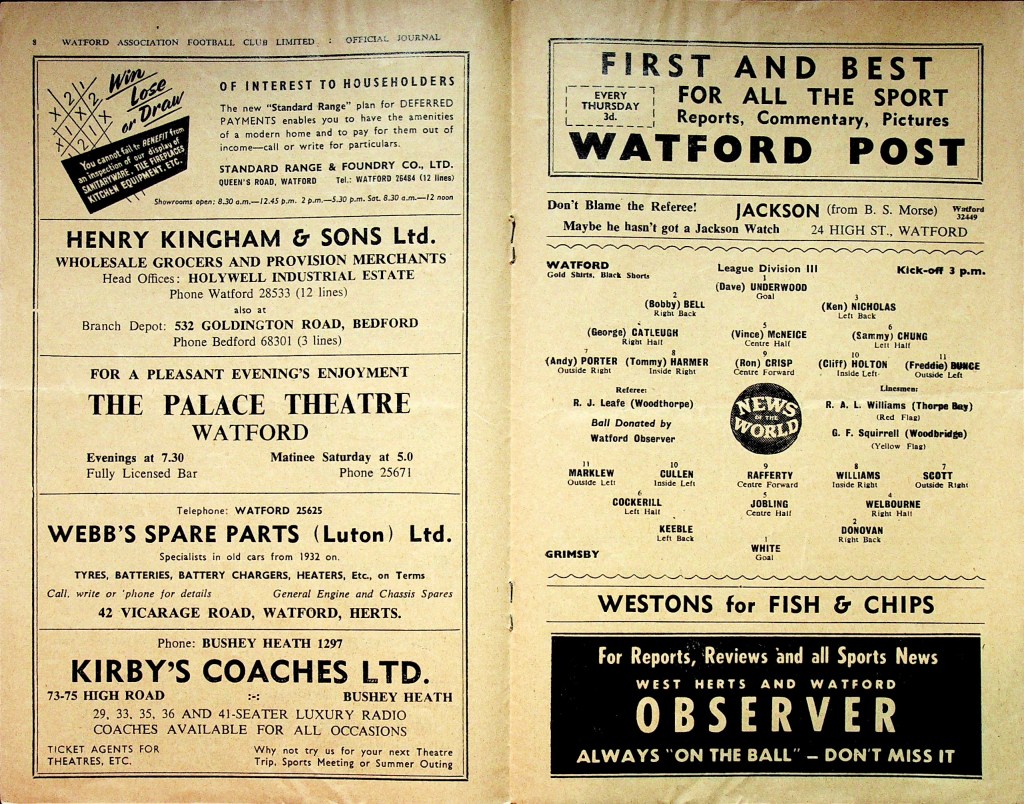 8 WATFORD ASSOCIATION FOOTBALL CLUB LIMITED : OFFICIAL JOURNAL
X 2 1
X 1 X 2
1 X 1 X
Win
Lose
or Draw
You cannot fail to BENEFIT from
an inspection of our display of
SANITARYWARE, TILE FIREPLACES
KITCHEN EQUIPMENT, ETC.
OF INTEREST TO HOUSEHOLDERS
The new "Standard Range" plan for DEFERRED
PAYMENTS enables you to have the amenities
of a modern home and to pay for them out of
income—call or write for particulars.
STANDARD RANGE & FOUNDRY CO., LTD.
QUEEN'S ROAD, WATFORD Tel.: WATFORD 26484 (12 lines)
Showrooms open: 8.30 a.m.—12.45 p.m. 2 p.m.—5.30 p.m. Sat. 8.30 a.m.—12 noon
HENRY KINGHAM & SONS Ltd.
WHOLESALE GROCERS AND PROVISION MERCHANTS
Head Offices: HOLYWELL INDUSTRIAL ESTATE
Phone Watford 28533 (12 lines)
also at
Branch Depot: 532 GOLDINGTON ROAD, BEDFORD
Phone Bedford 68301 (3 lines)
FOR A PLEASANT EVENING'S ENJOYMENT
THE PALACE THEATRE
WATFORD
Evenings at 7.30 Matinee Saturday at 5.0
Fully Licensed Bar Phone 25671
Telephone: WATFORD 25625
WEBB'S SPARE PARTS (Luton) Ltd.
Specialists in old cars from 1932 on.
TYRES, BATTERIES, BATTERY CHARGERS, HEATERS, Etc., on Terms
Call, write or 'phone for details General Engine and Chassis Spares
42 VICARAGE ROAD, WATFORD, HERTS.
Phone: BUSHEY HEATH 1297
KIRBY'S COACHES LTD.
73-75 HIGH ROAD :-: BUSHEY HEATH
29, 33, 35, 36 AND 41-SEATER LUXURY RADIO
COACHES AVAILABLE FOR ALL OCCASIONS
TICKET AGENTS FOR Why not try us for your next Theatre
THEATRES, ETC. Trip, Sports Meeting or Summer Outing
FIRST AND BEST
EVERY
THURSDAY
3d.
FOR ALL THE SPORT
Reports, Commentary, Pictures
WATFORD POST
Don't Blame the Referee! JACKSON (from B. S. Morse) Watford
32449
Maybe he hasn't got a Jackson Watch 24 HIGH ST., WATFORD
WATFORD League Division III Kick-off 3 p.m.
Gold Shirts, Black Shorts
1
(Dave) UNDERWOOD
Goal
2 3
(Bobby) BELL (Ken) NICHOLAS
Right Back Left Back
4 5 6
(George) CATLEUGH (Vince) McNEICE (Sammy) CHUNG
Right Half Centre Half Left Half
7 8 9 10 11
(Andy) PORTER (Tommy) HARMER (Ron) CRISP (Cliff) HOLTON (Freddie) BUNCE
Outside Right Inside Right Centre Forward Inside Left Outside Left
Referee: Linesmen:
R. J. Leafe (Woodthorpe) R. A. L. Williams (Thorpe Bay)
(Red Flag)
Ball Donated by
Watford Observer
G. F. Squirrell (Woodbridge)
(Yellow Flag)
NEWS
OF THE
WORLD
11 10 9 8 7
MARKLEW CULLEN RAFFERTY WILLIAMS SCOTT
Outside Left Inside Left Centre Forward Inside Right Outside Right
6 5 4
COCKERILL JOBLING WELBOURNE
Left Half Centre Half Right Half
2
KEEBLE DONOVAN
Left Back Right Back
1
WHITE
Goal
GRIMSBY
WESTONS for FISH & CHIPS
For Reports, Reviews and all Sports News
WEST HERTS AND WATFORD
OBSERVER
ALWAYS "ON THE BALL" – DON'T MISS IT